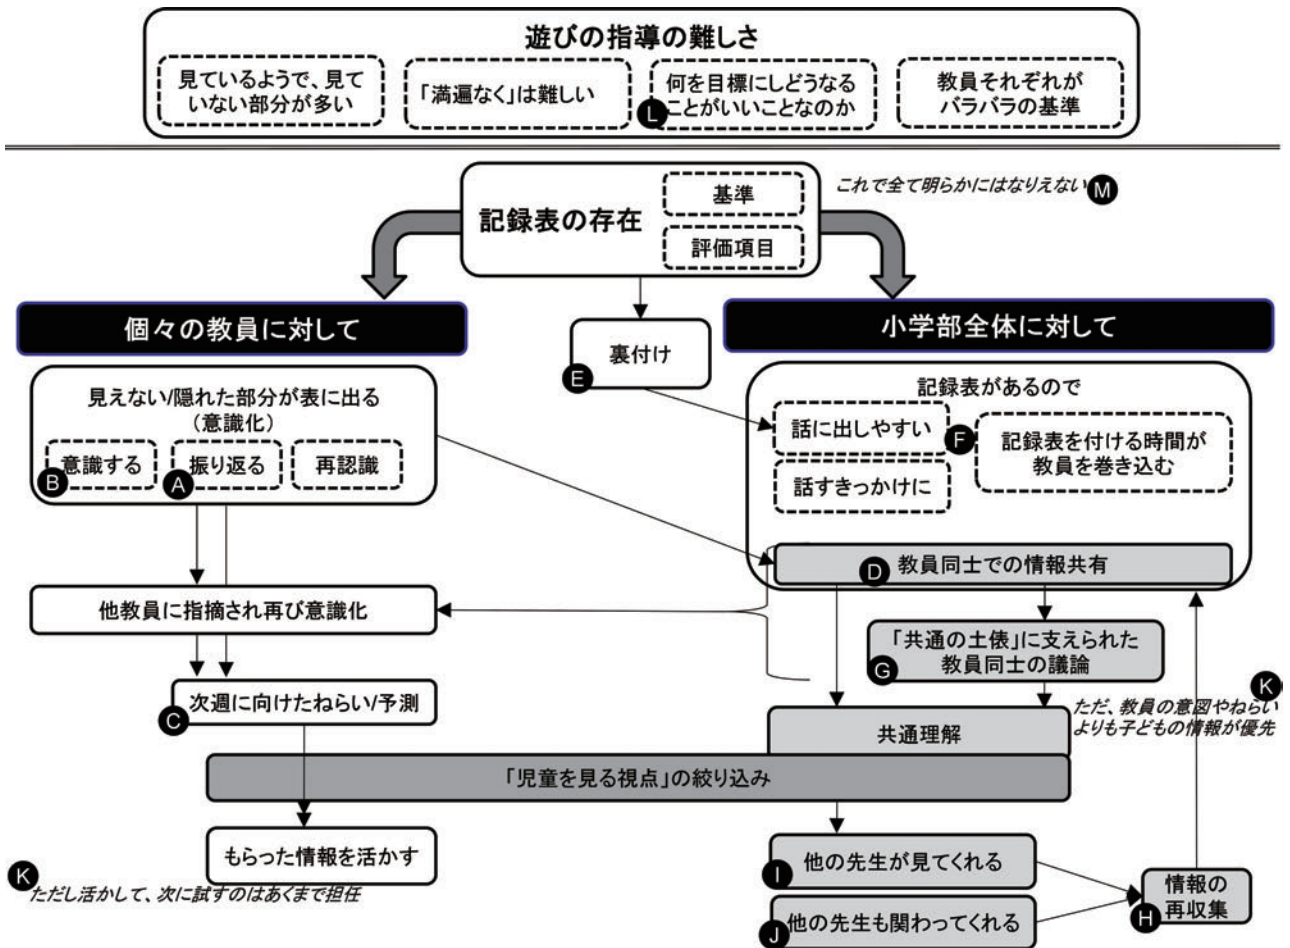 遊びの指導の難しさ
見ているようで、見て
いない部分が多い
「満遍なく」は難しい
何を目標にしどうなる
ことがいいことなのか
L
教員それぞれが
バラバラの基準
記録表の存在
基準
評価項目
これで全て明らかにはなりえない
M
個々の教員に対して
小学部全体に対して
裏付け
E
見えない/隠れた部分が表に出る
（意識化）
意識する
B
振り返る
A
再認識
記録表があるので
話に出しやすい
話すきっかけに
F
記録表を付ける時間が
教員を巻き込む
D
教員同士での情報共有
他教員に指摘され再び意識化
「共通の土俵」に支えられた
教員同士の議論
G
次週に向けたねらい/予測
C
K
ただ、教員の意図やねらい
よりも子どもの情報が優先
共通理解
「児童を見る視点」の絞り込み
もらった情報を活かす
K
ただし活かして、次に試すのはあくまで担任
他の先生が見てくれる
I
他の先生も関わってくれる
J
情報の
再収集
H